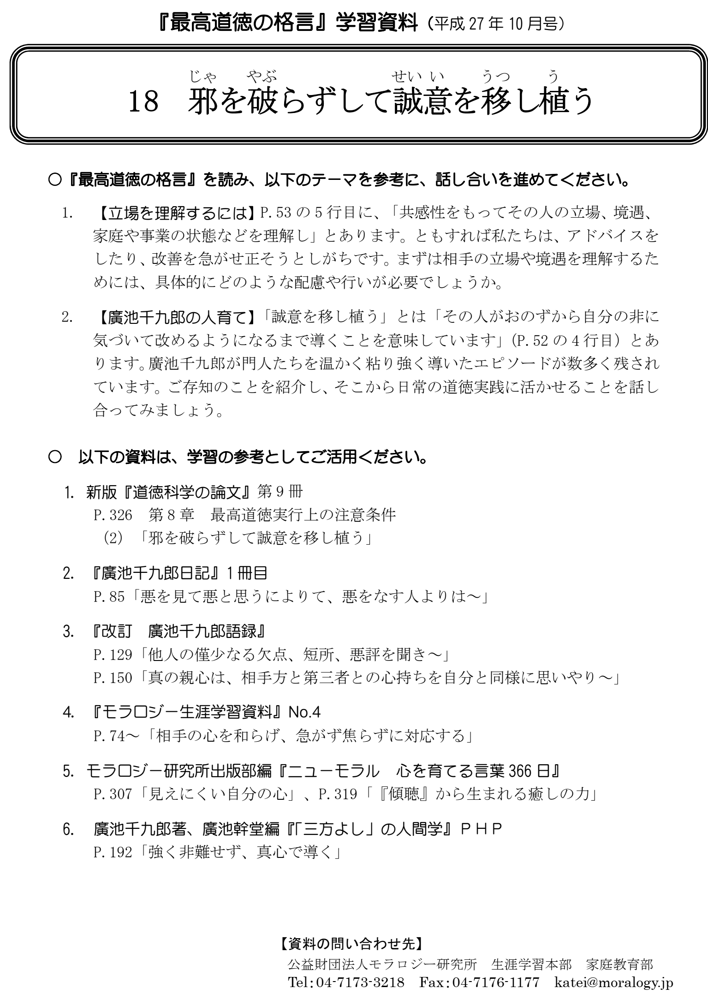 『最高道徳の格言』学習資料（平成 27 年 10 月号）
じゃ やぶ せい い うつ う
18　邪を破らずして誠意を移し植う
○『最高道徳の格言』を読み、以下のテーマを参考に、話し合いを進めてください。
1. 【立場を理解するには】P.53 の 5 行目に、「共感性をもってその人の立場、境遇、
家庭や事業の状態などを理解し」とあります。ともすれば私たちは、アドバイスを
したり、改善を急がせ正そうとしがちです。まずは相手の立場や境遇を理解するた
めには、具体的にどのような配慮や行いが必要でしょうか。
2. 【廣池千九郎の人育て】「誠意を移し植う」とは「その人がおのずから自分の非に
気づいて改めるようになるまで導くことを意味しています」（P.52 の 4 行目）とあ
ります。廣池千九郎が門人たちを温かく粘り強く導いたエピソードが数多く残され
ています。ご存知のことを紹介し、そこから日常の道徳実践に活かせることを話し
合ってみましょう。
○　以下の資料は、学習の参考としてご活用ください。
1. 新版『道徳科学の論文』第 9 冊
P.326　第 8 章　最高道徳実行上の注意条件
（2）「邪を破らずして誠意を移し植う」
2. 『廣池千九郎日記』1 冊目
P.85「悪を見て悪と思うによりて、悪をなす人よりは～」
3. 『改訂　廣池千九郎語録』
P.129「他人の僅少なる欠点、短所、悪評を聞き～」
P.150「真の親心は、相手方と第三者との心持ちを自分と同様に思いやり～」
4. 『モラロジー生涯学習資料』No.4
P.74～「相手の心を和らげ、急がず焦らずに対応する」
5. モラロジー研究所出版部編『ニューモラル　心を育てる言葉 366 日』
P.307「見えにくい自分の心」、P.319「『傾聴』から生まれる癒しの力」
6. 廣池千九郎著、廣池幹堂編『「三方よし」の人間学』ＰＨＰ
P.192「強く非難せず、真心で導く」
【資料の問い合わせ先】
公益財団法人モラロジー研究所　生涯学習本部　家庭教育部
Tel:04-7173-3218　Fax:04-7176-1177　katei@moralogy.jp